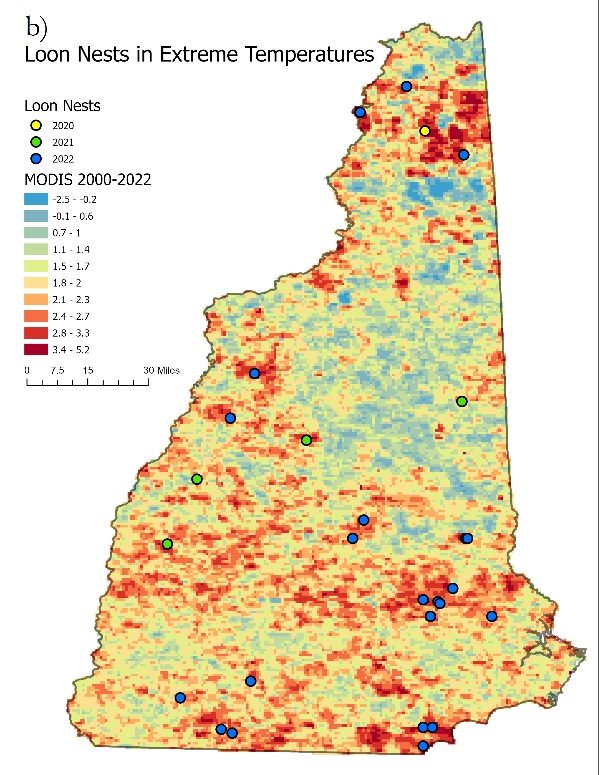 b)
Loon Nests in Extreme Temperatures
Loon Nests
2020
2021
2022
MODIS 2000-2022
-2.5 - -0.2
-0.1 - 0.6
0.7 - 1
1.1 - 1.4
1.5 - 1.7
1.8 - 2
2.1 - 2.3
2.4 - 2.7
2.8 - 3.3
3.4 - 5.2
0 7.5 15 30 Miles